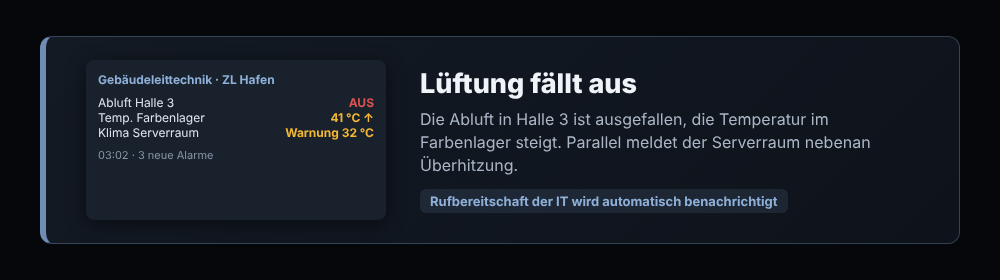 Gebäudeleittechnik · ZL Hafen
Abluft Halle 3 AUS
Temp. Farbenlager 41 °C ↑
Klima Serverraum Warnung 32 °C
03:02 · 3 neue Alarme
Lüftung fällt aus
Die Abluft in Halle 3 ist ausgefallen, die Temperatur im
Farbenlager steigt. Parallel meldet der Serverraum nebenan
Überhitzung.
Rufbereitschaft der IT wird automatisch benachrichtigt